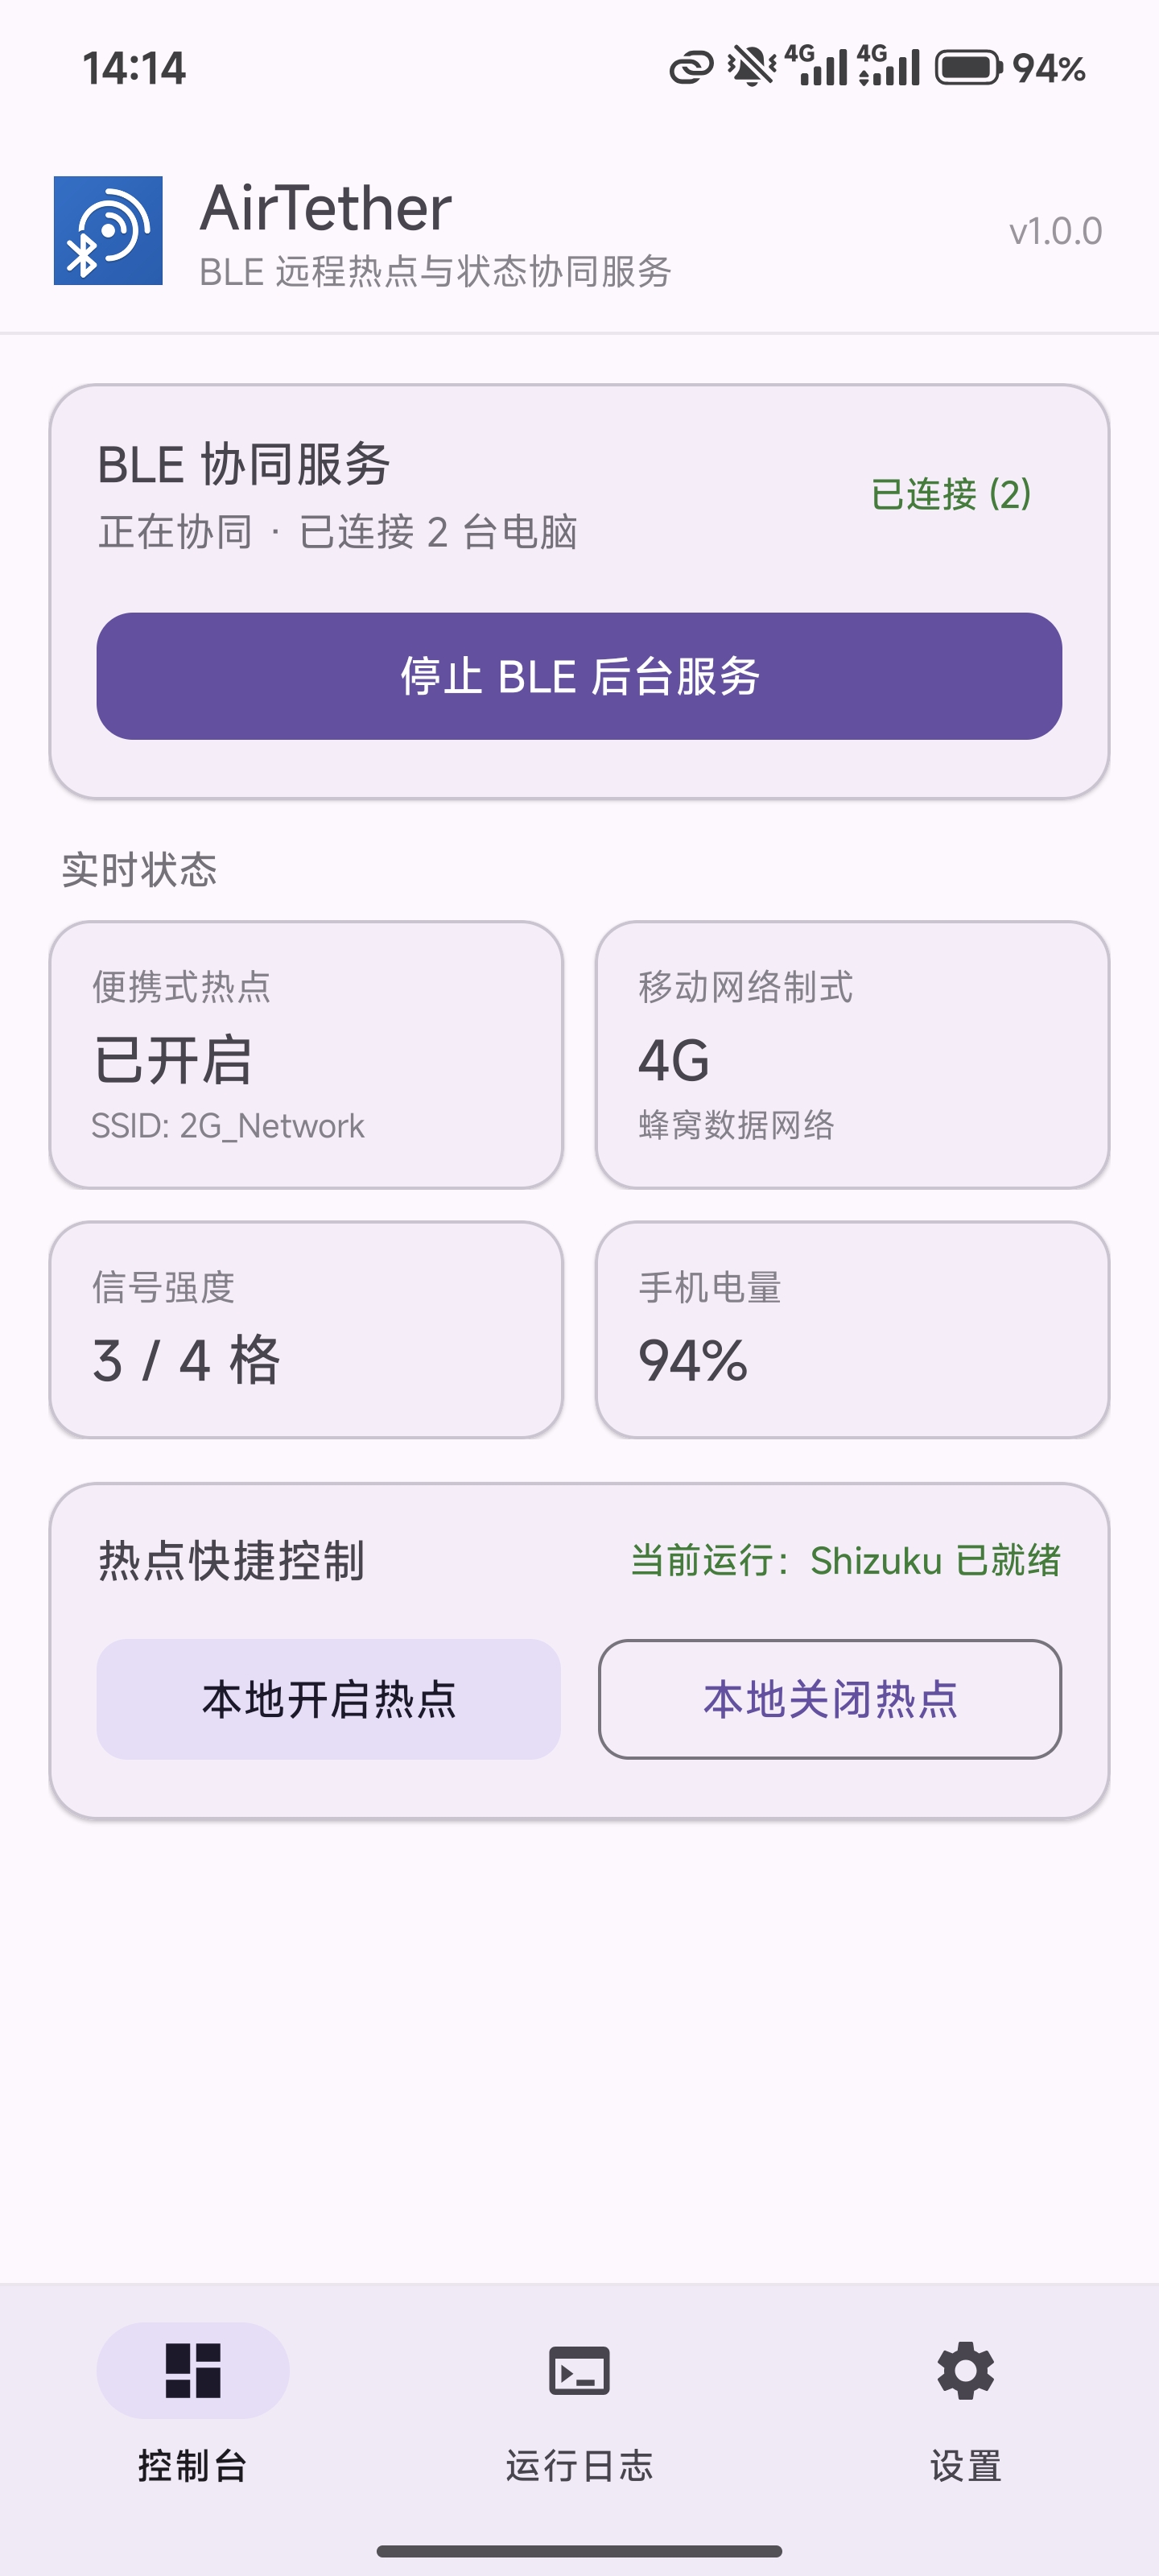 14:14
4G 4G 94%
AirTether
BLE 远程热点与状态协同服务
v1.0.0
BLE 协同服务
正在协同 · 已连接 2 台电脑
已连接 (2)
停止 BLE 后台服务
实时状态
便携式热点
已开启
SSID: 2G_Network
移动网络制式
4G
蜂窝数据网络
信号强度
3 / 4 格
手机电量
94%
热点快捷控制
当前运行：Shizuku 已就绪
本地开启热点
本地关闭热点
控制台
运行日志
设置